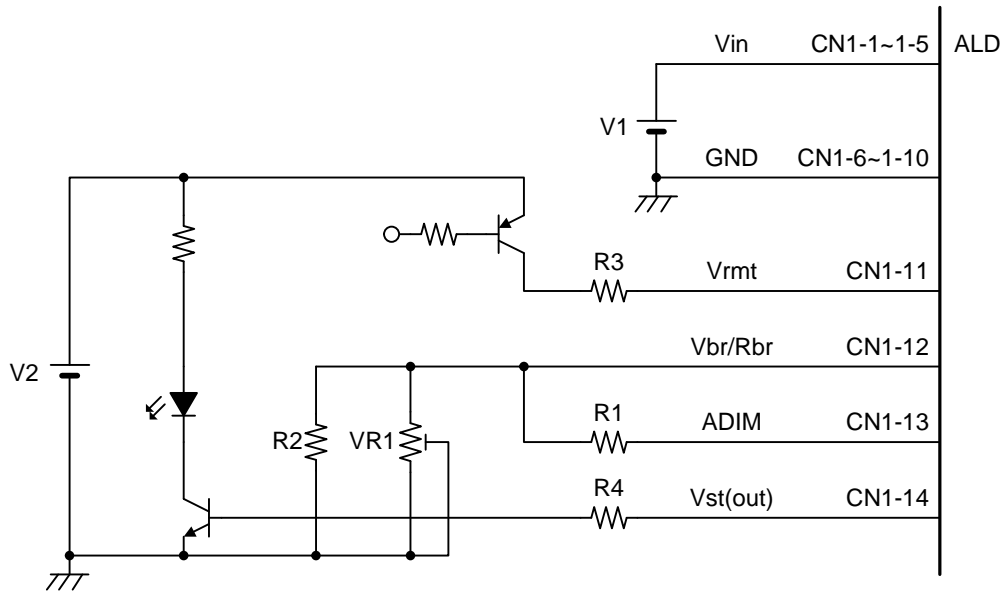 Vin CN1-1~1-5 ALD
V1
GND CN1-6~1-10
R3 Vrmt CN1-11
Vbr/Rbr CN1-12
V2
R2 VR1 R1 ADIM CN1-13
R4 Vst(out) CN1-14